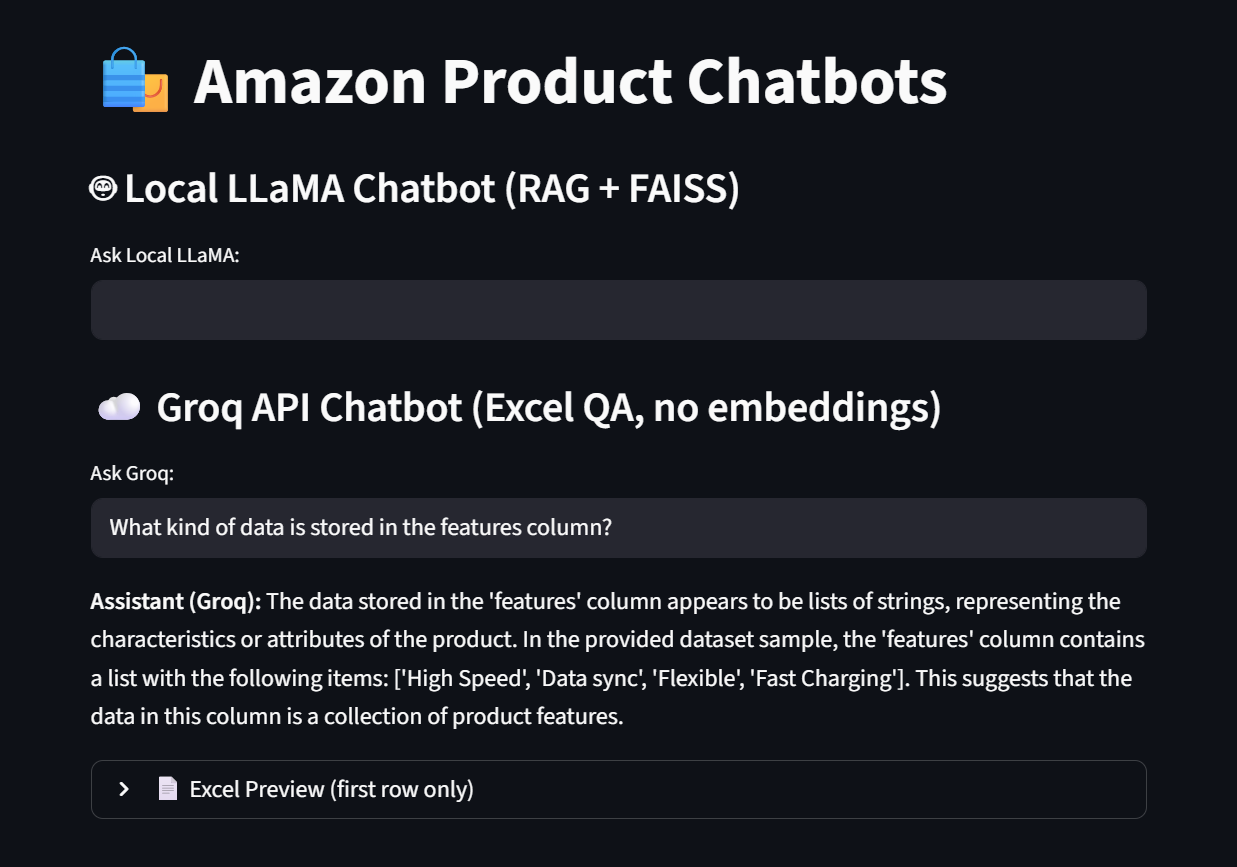 Amazon Product Chatbots
Local LLaMA Chatbot (RAG + FAISS)
Ask Local LLaMA:
Groq API Chatbot (Excel QA, no embeddings)
Ask Groq:
What kind of data is stored in the features column?
Assistant (Groq): The data stored in the 'features' column appears to be lists of strings, representing the
characteristics or attributes of the product. In the provided dataset sample, the 'features' column contains
a list with the following items: ['High Speed', 'Data sync', 'Flexible', 'Fast Charging']. This suggests that the
data in this column is a collection of product features.
Excel Preview (first row only)